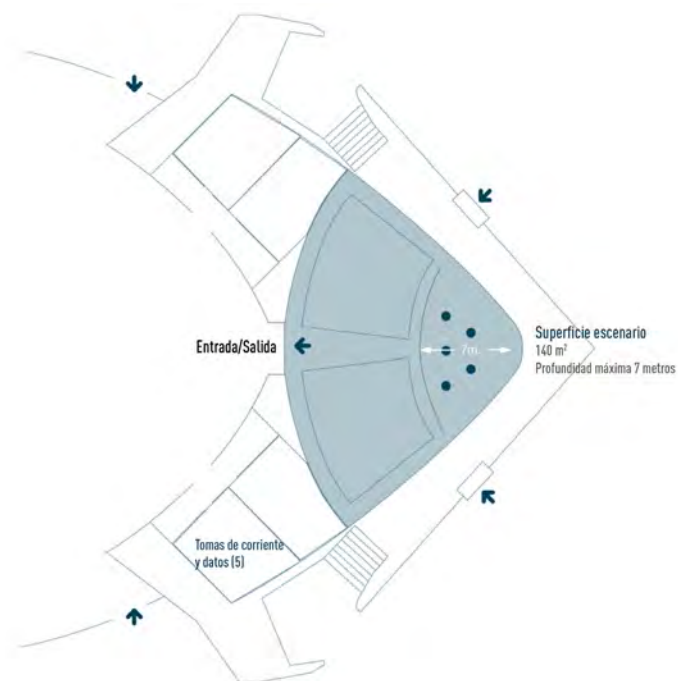 Entrada/Salida
7m.
Superficie escenario
140 m²
Profundidad máxima 7 metros
Tomas de corriente
y datos (5)